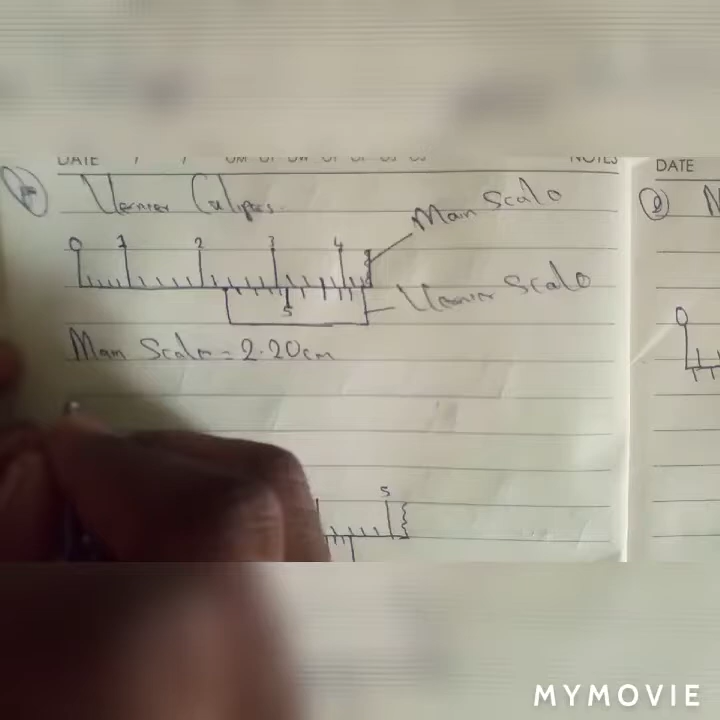 DATE NOTES DATE
Vernier Calipers.
Main Scale
0 1 2 3 4
Vernier Scale
5
Main Scale = 2.20cm
0
5
MYMOVIE